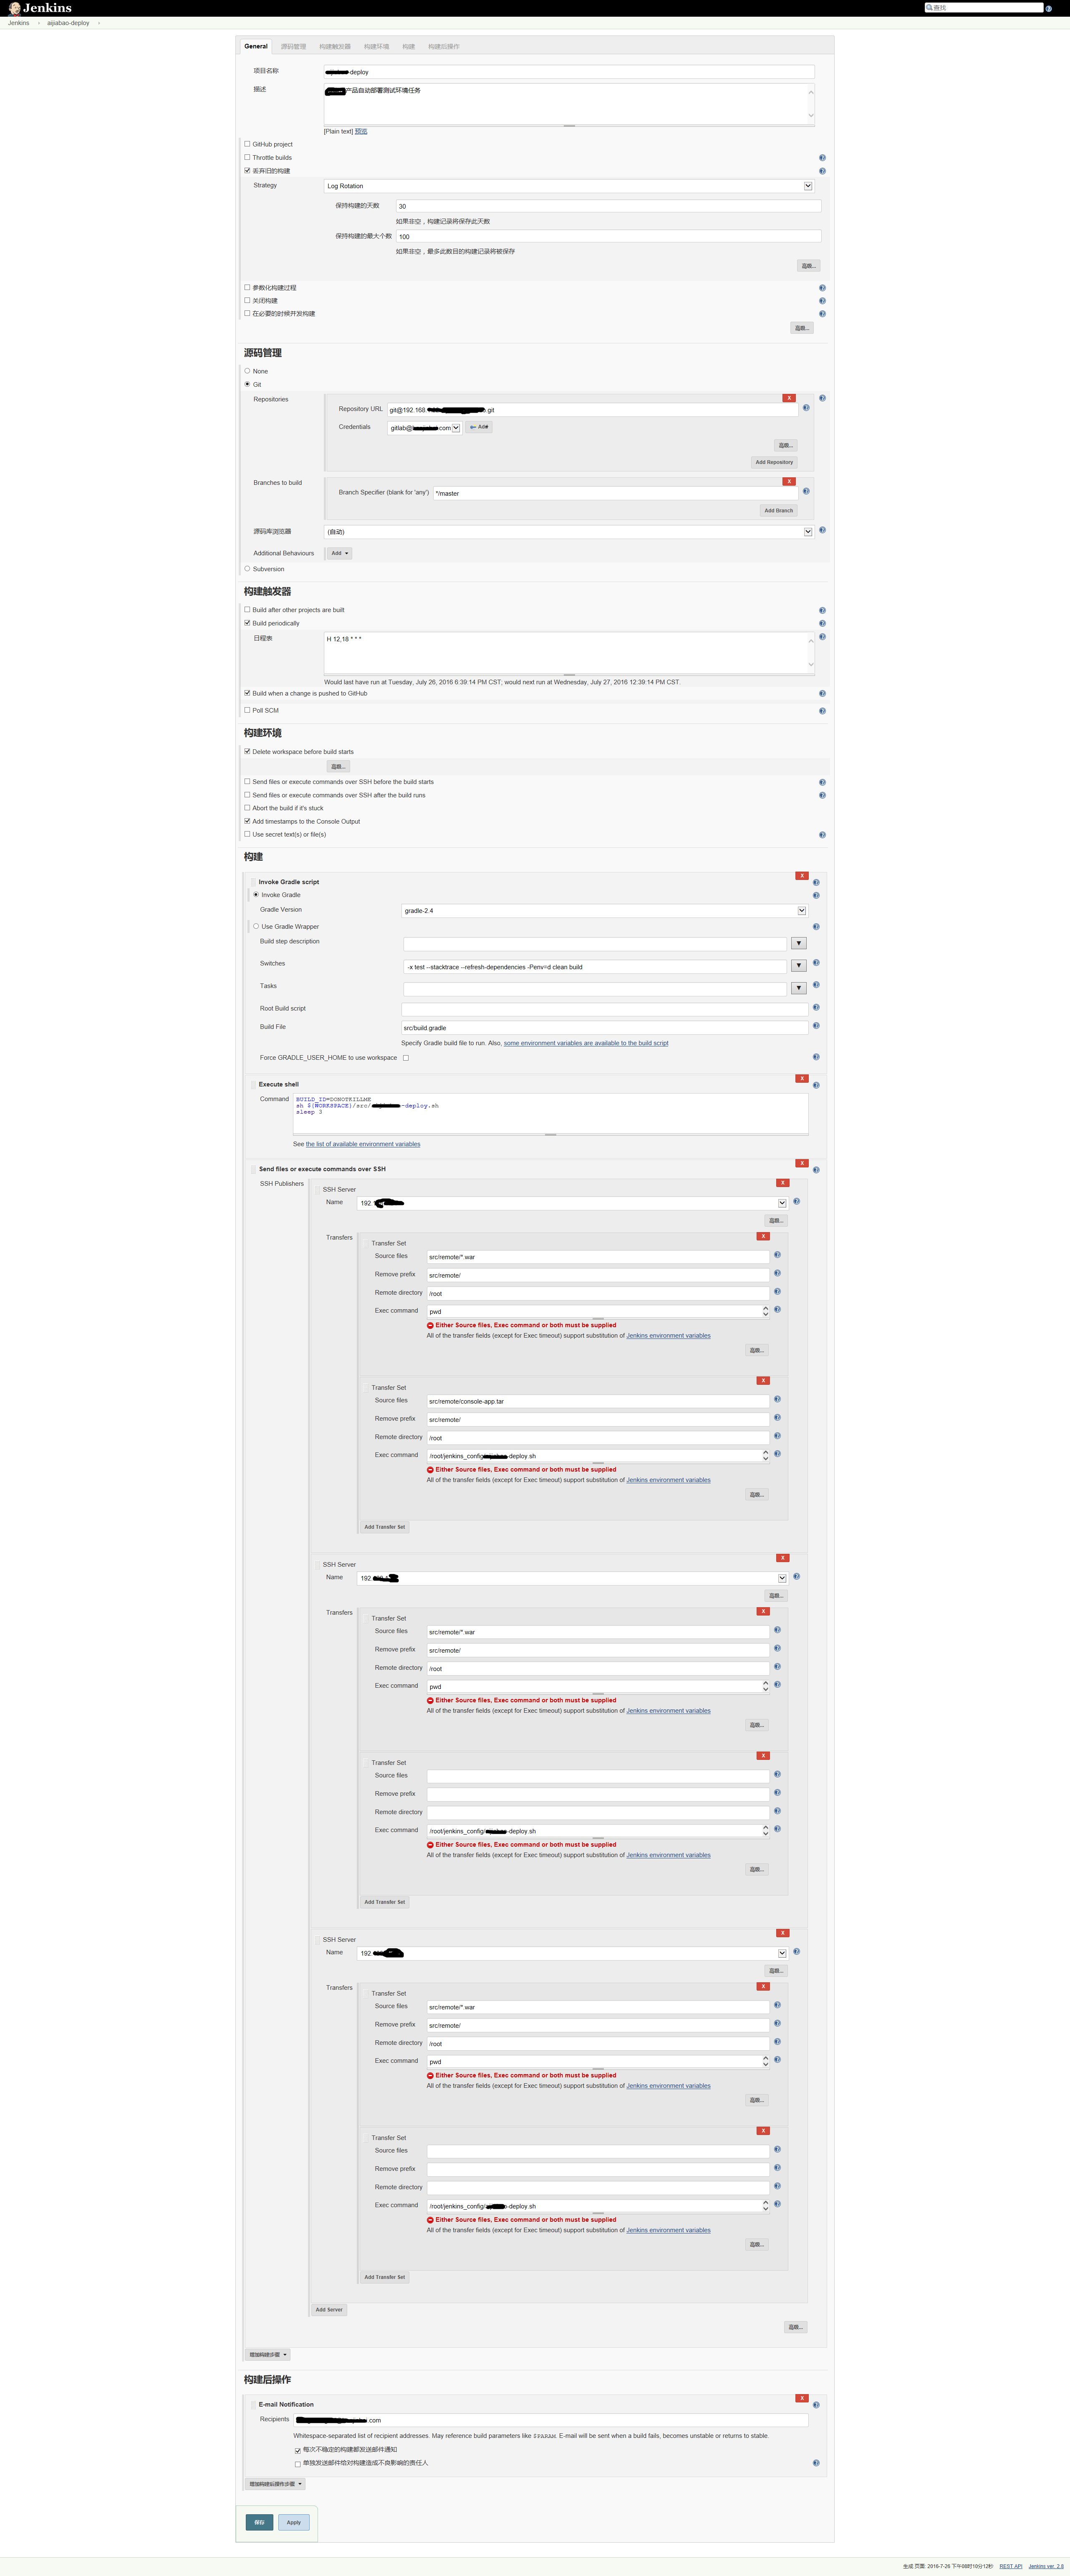 Jenkins
查找
Jenkins
aijiabao-deploy
General
源码管理
构建触发器
构建环境
构建
构建后操作
项目名称
-deploy
描述
产品自动部署测试环境任务
[Plain text] 预览
GitHub project
Throttle builds
丢弃旧的构建
Strategy
Log Rotation
保持构建的天数
30
如果非空，构建记录将保存此天数
保持构建的最大个数
100
如果非空，最多此数目的构建记录将被保存
高级...
参数化构建过程
关闭构建
在必要的时候并发构建
高级...
源码管理
None
Git
Repositories
X
Repository URL
git@192.168 .git
Credentials
gitlab@ .com
Add
高级...
Add Repository
Branches to build
X
Branch Specifier (blank for 'any')
*/master
Add Branch
源码库浏览器
(自动)
Additional Behaviours
Add
Subversion
构建触发器
Build after other projects are built
Build periodically
日程表
H 12,18 * * *
Would last have run at Tuesday, July 26, 2016 6:39:14 PM CST; would next run at Wednesday, July 27, 2016 12:39:14 PM CST.
Build when a change is pushed to GitHub
Poll SCM
构建环境
Delete workspace before build starts
高级...
Send files or execute commands over SSH before the build starts
Send files or execute commands over SSH after the build runs
Abort the build if it's stuck
Add timestamps to the Console Output
Use secret text(s) or file(s)
构建
X
Invoke Gradle script
Invoke Gradle
Gradle Version
gradle-2.4
Use Gradle Wrapper
Build step description
Switches
-x test --stacktrace --refresh-dependencies -Penv=d clean build
Tasks
Root Build script
Build File
src/build.gradle
Specify Gradle build file to run. Also, some environment variables are available to the build script
Force GRADLE_USER_HOME to use workspace
X
Execute shell
Command
BUILD_ID=DONOTKILLME
sh ${WORKSPACE}/src/ -deploy.sh
sleep 3
See the list of available environment variables
X
Send files or execute commands over SSH
SSH Publishers
X
SSH Server
Name
192.
高级...
Transfers
X
Transfer Set
Source files
src/remote/*.war
Remove prefix
src/remote/
Remote directory
/root
Exec command
pwd
Either Source files, Exec command or both must be supplied
All of the transfer fields (except for Exec timeout) support substitution of Jenkins environment variables
高级...
X
Transfer Set
Source files
src/remote/console-app.tar
Remove prefix
src/remote/
Remote directory
/root
Exec command
/root/jenkins_config/ -deploy.sh
Either Source files, Exec command or both must be supplied
All of the transfer fields (except for Exec timeout) support substitution of Jenkins environment variables
高级...
Add Transfer Set
X
SSH Server
Name
192.
高级...
Transfers
X
Transfer Set
Source files
src/remote/*.war
Remove prefix
src/remote/
Remote directory
/root
Exec command
pwd
Either Source files, Exec command or both must be supplied
All of the transfer fields (except for Exec timeout) support substitution of Jenkins environment variables
高级...
X
Transfer Set
Source files
Remove prefix
Remote directory
Exec command
/root/jenkins_config/ -deploy.sh
Either Source files, Exec command or both must be supplied
All of the transfer fields (except for Exec timeout) support substitution of Jenkins environment variables
高级...
Add Transfer Set
X
SSH Server
Name
192.
高级...
Transfers
X
Transfer Set
Source files
src/remote/*.war
Remove prefix
src/remote/
Remote directory
/root
Exec command
pwd
Either Source files, Exec command or both must be supplied
All of the transfer fields (except for Exec timeout) support substitution of Jenkins environment variables
高级...
X
Transfer Set
Source files
Remove prefix
Remote directory
Exec command
/root/jenkins_config/ -deploy.sh
Either Source files, Exec command or both must be supplied
All of the transfer fields (except for Exec timeout) support substitution of Jenkins environment variables
高级...
Add Transfer Set
Add Server
高级...
增加构建步骤
构建后操作
X
E-mail Notification
Recipients
.com
Whitespace-separated list of recipient addresses. May reference build parameters like $PARAM. E-mail will be sent when a build fails, becomes unstable or returns to stable.
每次不稳定的构建都发送邮件通知
单独发送邮件给对构建造成不良影响的责任人
增加构建后操作步骤
保存
Apply
生成 页面: 2016-7-26 下午08时10分12秒
REST API
Jenkins ver. 2.8